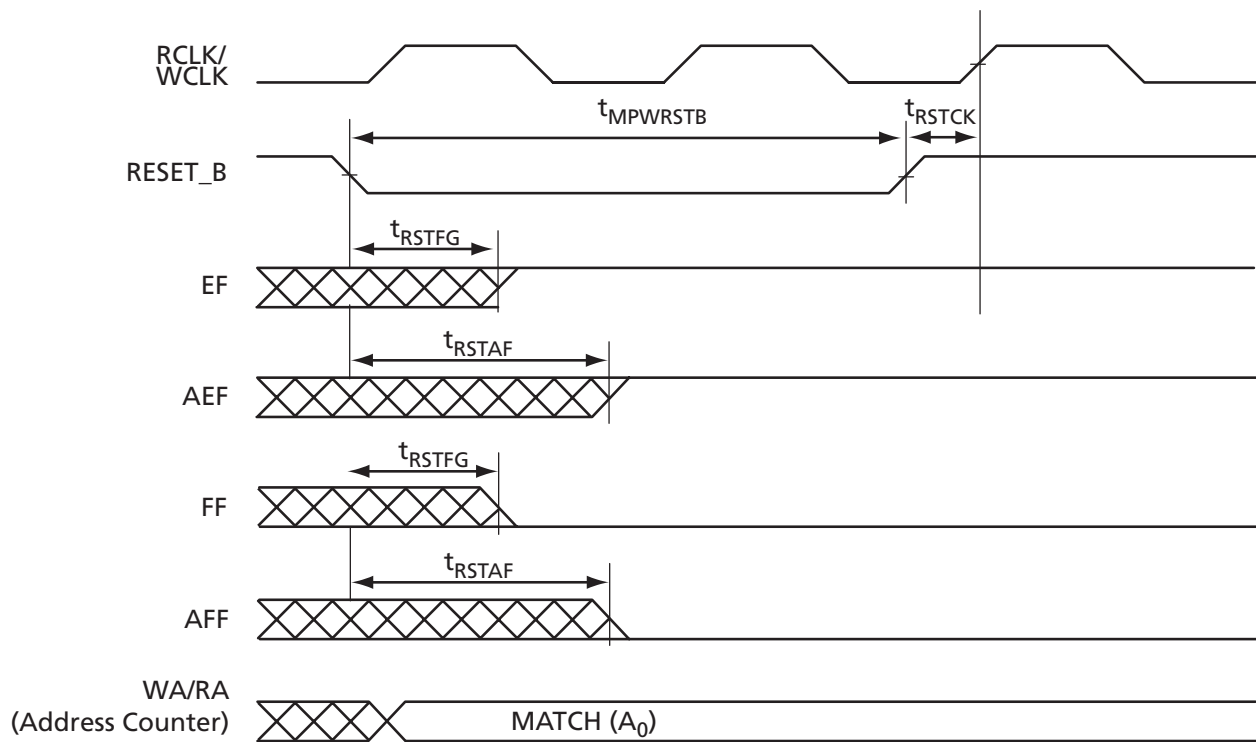 RCLK/
WCLK
tMPWRSTB
tRSTCK
RESET_B
tRSTFG
EF
tRSTAF
AEF
tRSTFG
FF
tRSTAF
AFF
WA/RA
(Address Counter)
MATCH (A0)